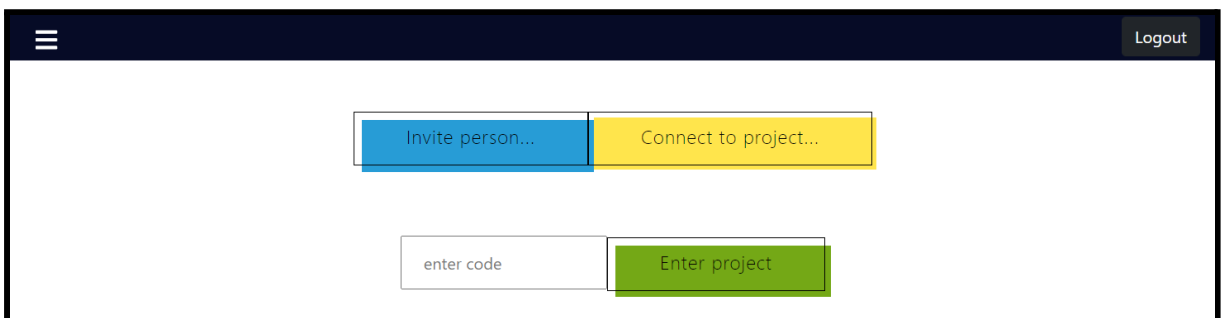 Logout
Invite person...
Connect to project...
enter code
Enter project